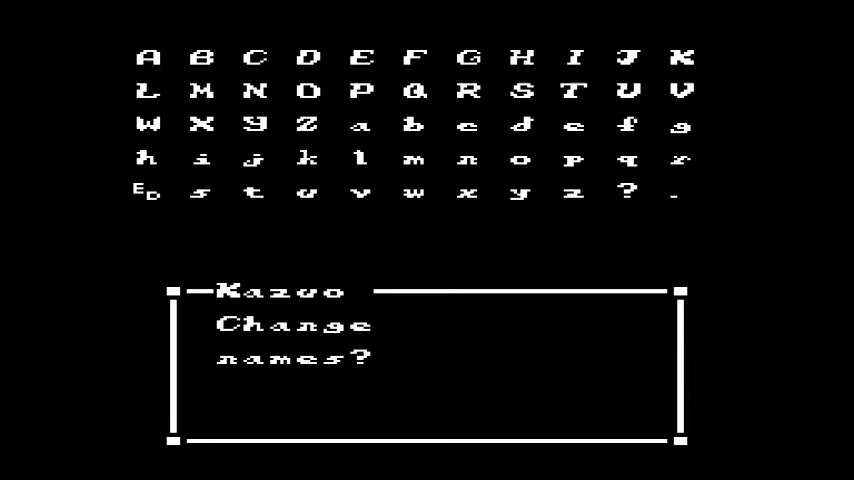 A B C D E F G H I J K
L M N O P Q R S T U V
W X Y Z a b c d e f g
h i j k l m n o p q r
ED s t u v w x y z ? .
Kazuo
Change
names?